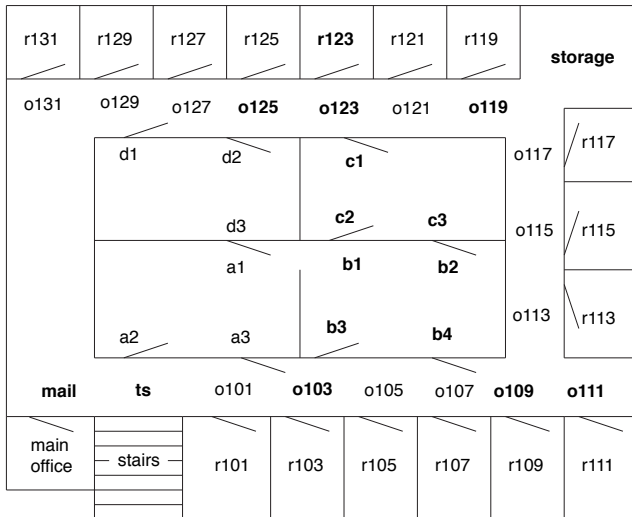 r131 r129 r127 r125 r123 r121 r119
storage
o131 o129 o127 o125 o123 o121 o119
d1 d2 c1 o117 r117
d3 c2 c3 o115 r115
a1 b1 b2
o113 r113
a2 a3 b3 b4
mail ts o101 o103 o105 o107 o109 o111
main
office
stairs r101 r103 r105 r107 r109 r111